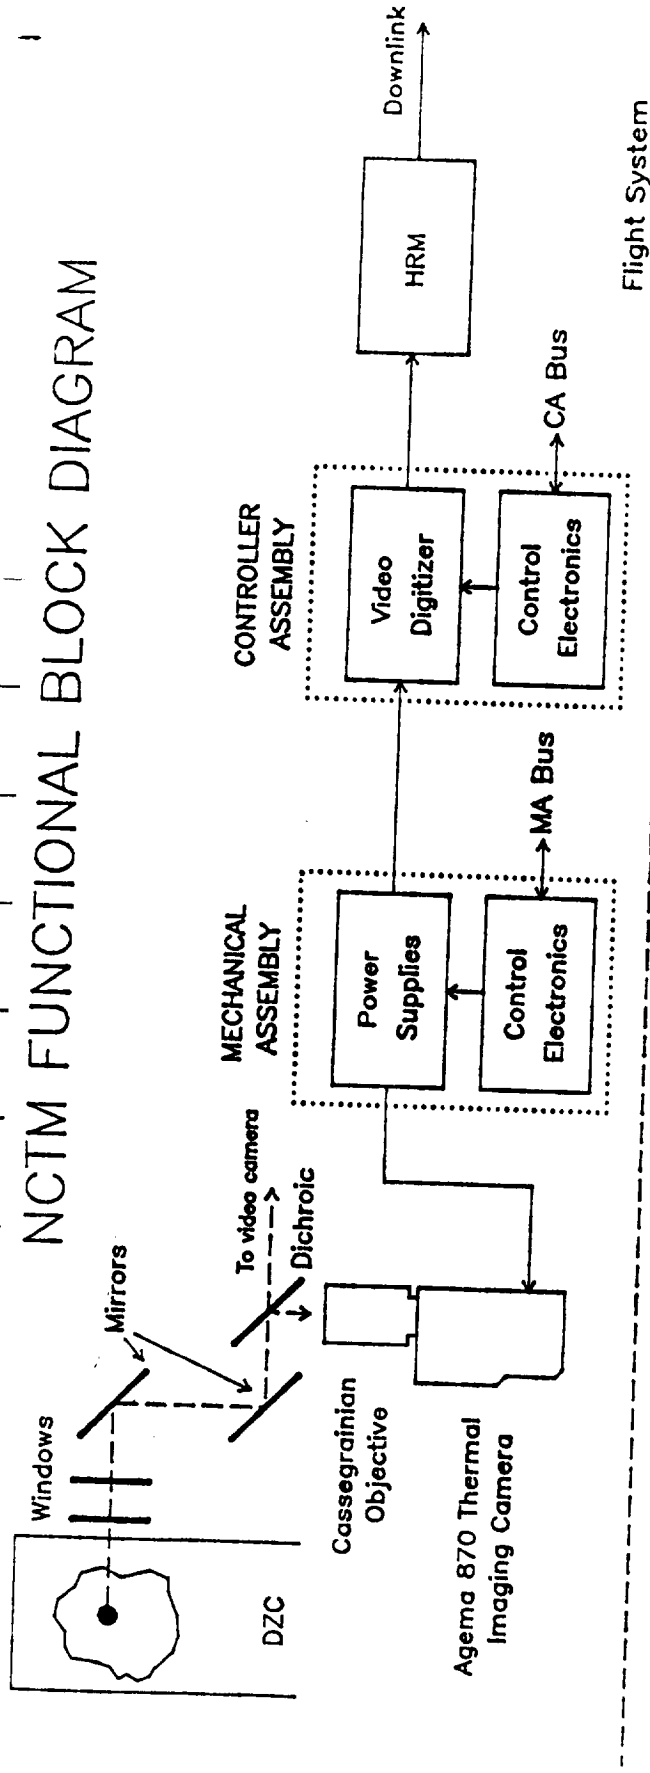 NCTM FUNCTIONAL BLOCK DIAGRAM
Windows
Mirrors
To video camera
Dichroic
DZC
Cassegrainian
Objective
Agema 870 Thermal
Imaging Camera
MECHANICAL
ASSEMBLY
Power
Supplies
Control
Electronics
MA Bus
CONTROLLER
ASSEMBLY
Video
Digitizer
Control
Electronics
CA Bus
HRM
Downlink
Flight System